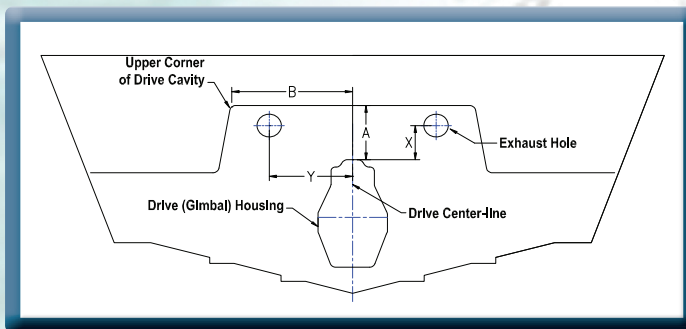 Upper Corner
of Drive Cavity
B
A
X
Exhaust Hole
Y
Drive (Gimbal) Housing
Drive Center-line